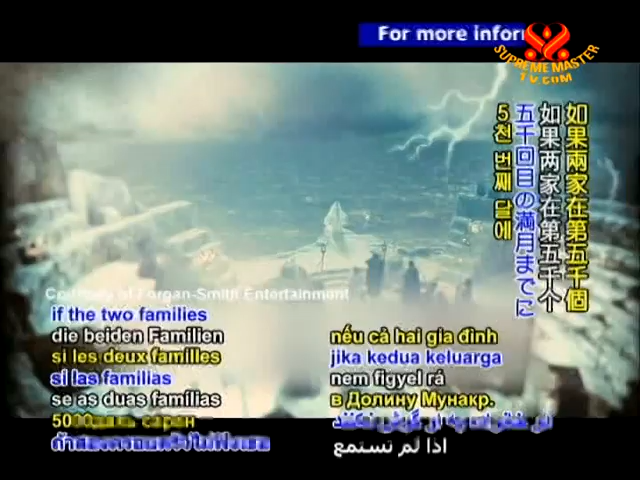 For more inform
SUPREME MASTER
TV.COM
如果兩家在第五千個
如果两家在第五千个
五千回目の満月までに
5천 번째 달에
Courtesy of Forgan-Smith Entertainment
if the two families
die beiden Familien
si les deux familles
si las familias
se as duas famílias
5000 саран
nếu cả hai gia đình
jika kedua keluarga
nem figyel rá
в Долину Мунакр.
اذا لم تستمع